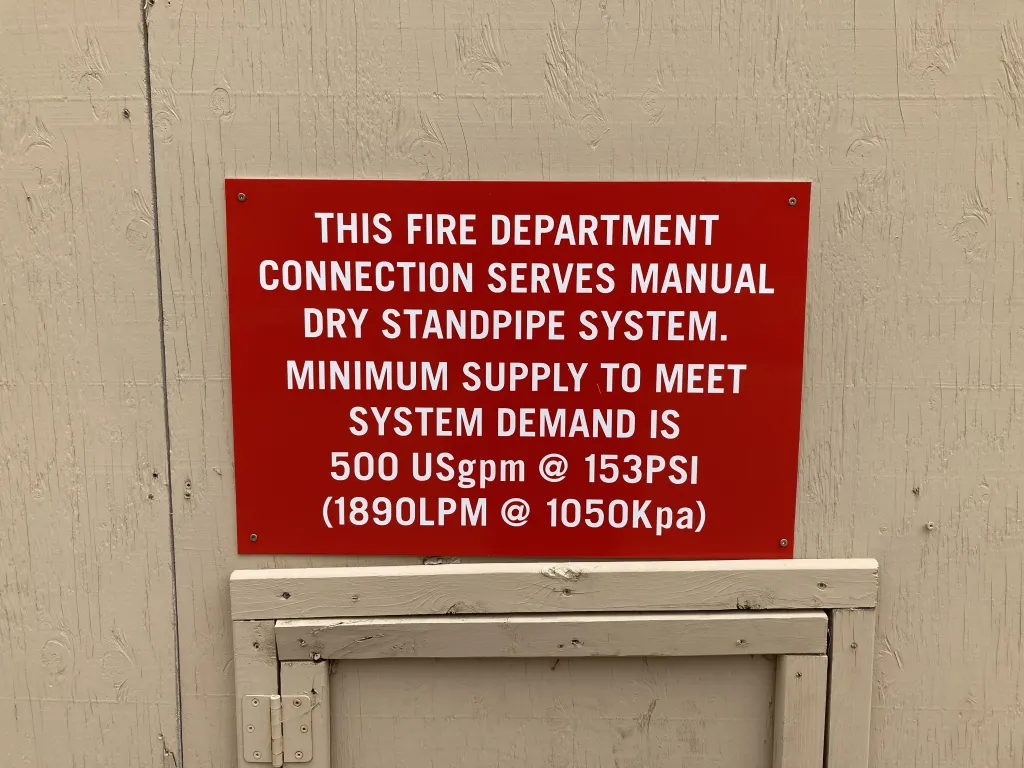 THIS FIRE DEPARTMENT
CONNECTION SERVES MANUAL
DRY STANDPIPE SYSTEM.
MINIMUM SUPPLY TO MEET
SYSTEM DEMAND IS
500 USgpm @ 153PSI
(1890LPM @ 1050Kpa)